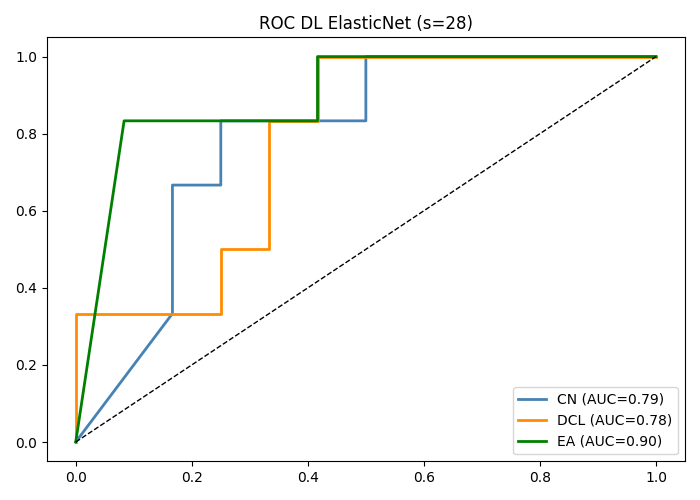 ROC DL ElasticNet (s=28)
1.0
0.8
0.6
0.4
0.2
0.0
0.0 0.2 0.4 0.6 0.8 1.0
CN (AUC=0.79)
DCL (AUC=0.78)
EA (AUC=0.90)